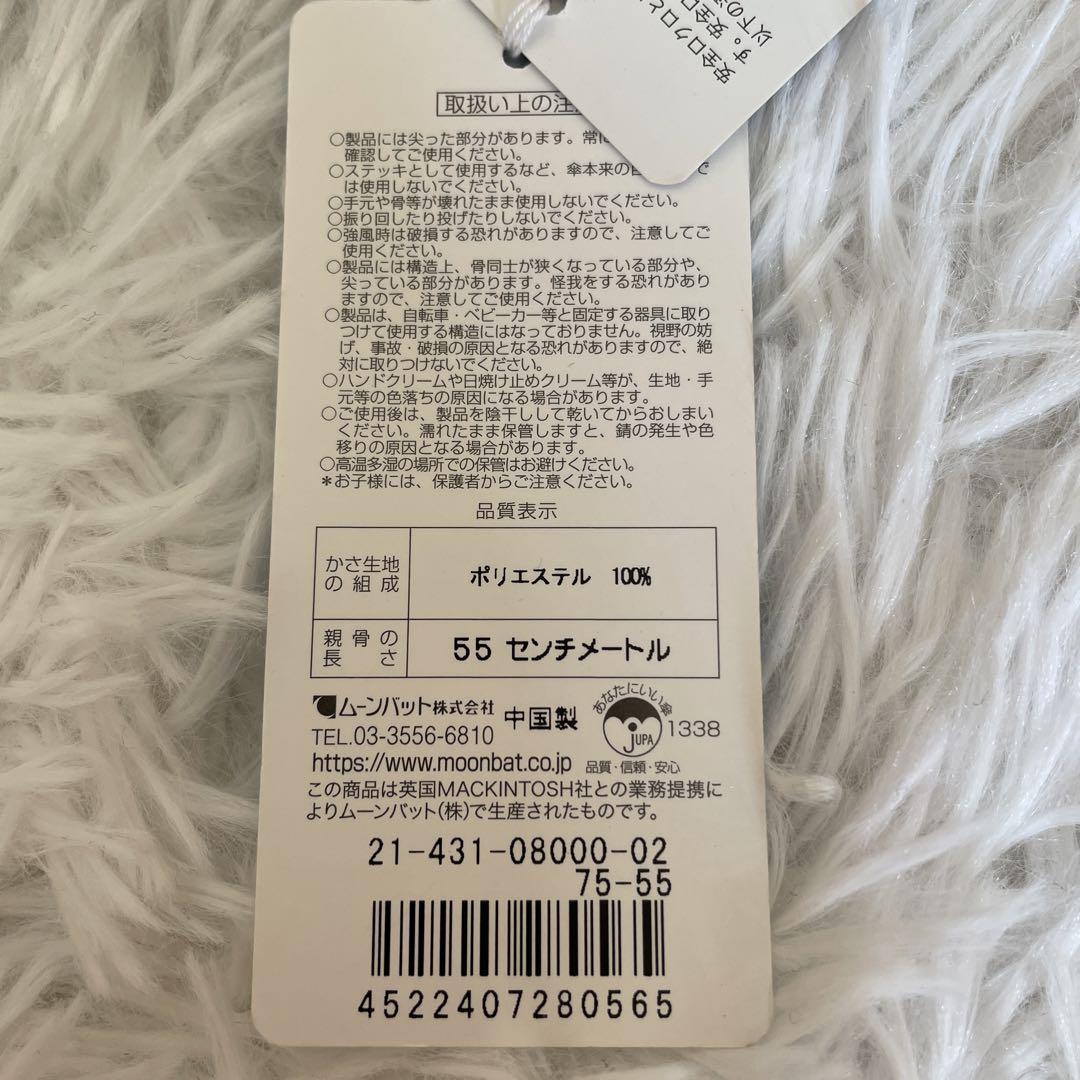 安全ロクロと
す。安全ロ
以下の
取扱い上の注
○製品には尖った部分があります。常に
確認してご使用ください。
○ステッキとして使用するなど、傘本来の
は使用しないでください。
○手元や骨等が壊れたまま使用しないでください。
○振り回したり投げたりしないでください。
○強風時は破損する恐れがありますので、注意してご
使用ください。
○製品には構造上、骨同士が狭くなっている部分や、
尖っている部分があります。怪我をする恐れがあり
ますので、注意してご使用ください。
○製品は、自転車・ベビーカー等と固定する器具に取り
つけて使用する構造にはなっておりません。視野の妨
げ、事故・破損の原因となる恐れがありますので、絶
対に取りつけないでください。
○ハンドクリームや日焼け止めクリーム等が、生地・手
元等の色落ちの原因になる場合があります。
○ご使用後は、製品を陰干しして乾いてからおしまい
ください。濡れたまま保管しますと、錆の発生や色
移りの原因となる場合があります。
○高温多湿の場所での保管はお避けください。
＊お子様には、保護者からご注意ください。
品質表示
かさ生地の組成 ポリエステル 100%
親骨の長さ 55 センチメートル
ムーンバット株式会社 中国製
TEL.03-3556-6810
https://www.moonbat.co.jp
あなたにいい傘
JUPA 1338
品質・信頼・安心
この商品は英国MACKINTOSH社との業務提携に
よりムーンバット(株)で生産されたものです。
21-431-08000-02
75-55
4522407280565